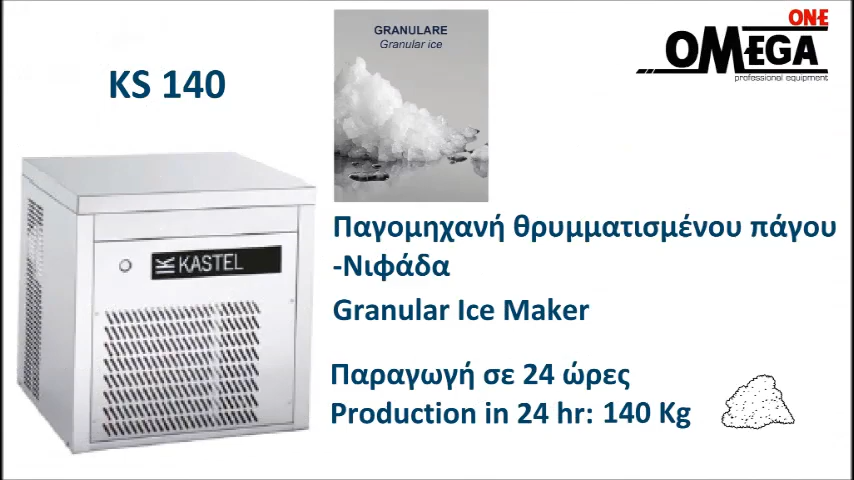 KS 140
GRANULARE
Granular ice
ONE
OMEGA
professional equipment
KASTEL
Παγομηχανή θρυμματισμένου πάγου
-Νιφάδα
Granular Ice Maker
Παραγωγή σε 24 ώρες
Production in 24 hr: 140 Kg